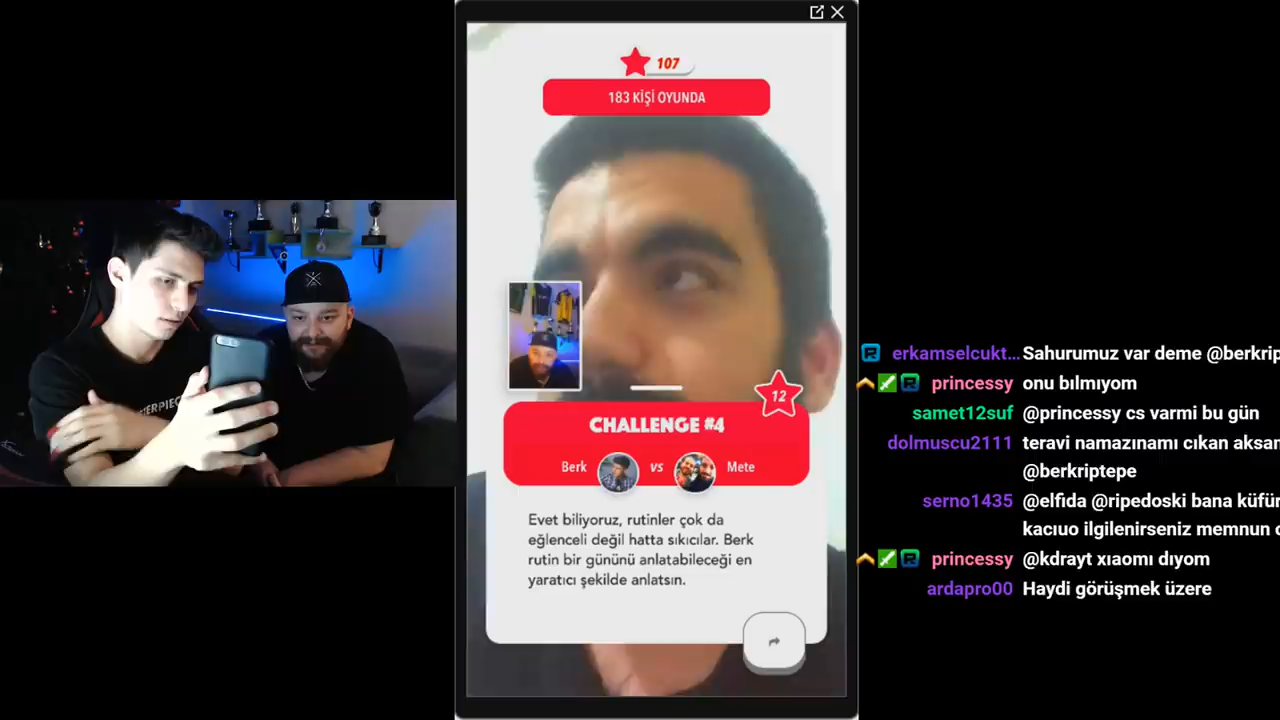 107
183 KİŞİ OYUNDA
12
CHALLENGE #4
Berk vs Mete
Evet biliyoruz, rutinler çok da
eğlenceli değil hatta sıkıcılar. Berk
rutin bir gününü anlatabileceği en
yaratıcı şekilde anlatsın.
erkamselcukt... Sahurumuz var deme @berkrip
princessy onu bılmıyom
samet12suf @princessy cs varmi bu gün
dolmuscu2111 teravi namazınamı cıkan aksan
@berkriptepe
serno1435 @elfida @ripedoski bana küfür
kacıuo ilgilenirseniz memnun
princessy @kdrayt xıaomı dıyom
ardapro00 Haydi görüşmek üzere